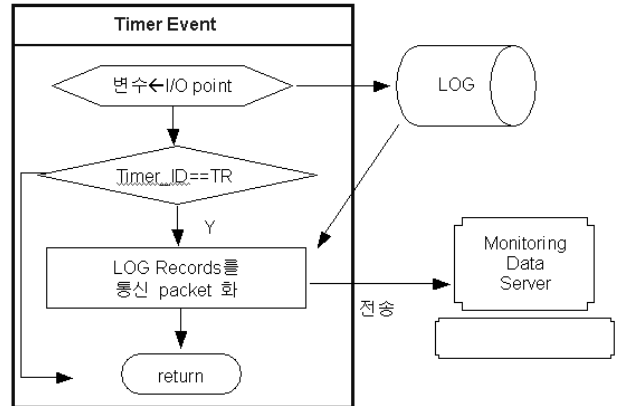 Timer Event
변수←I/O point
LOG
Timer_ID==TR
Y
LOG Records를
통신 packet 화
전송
Monitoring
Data
Server
return